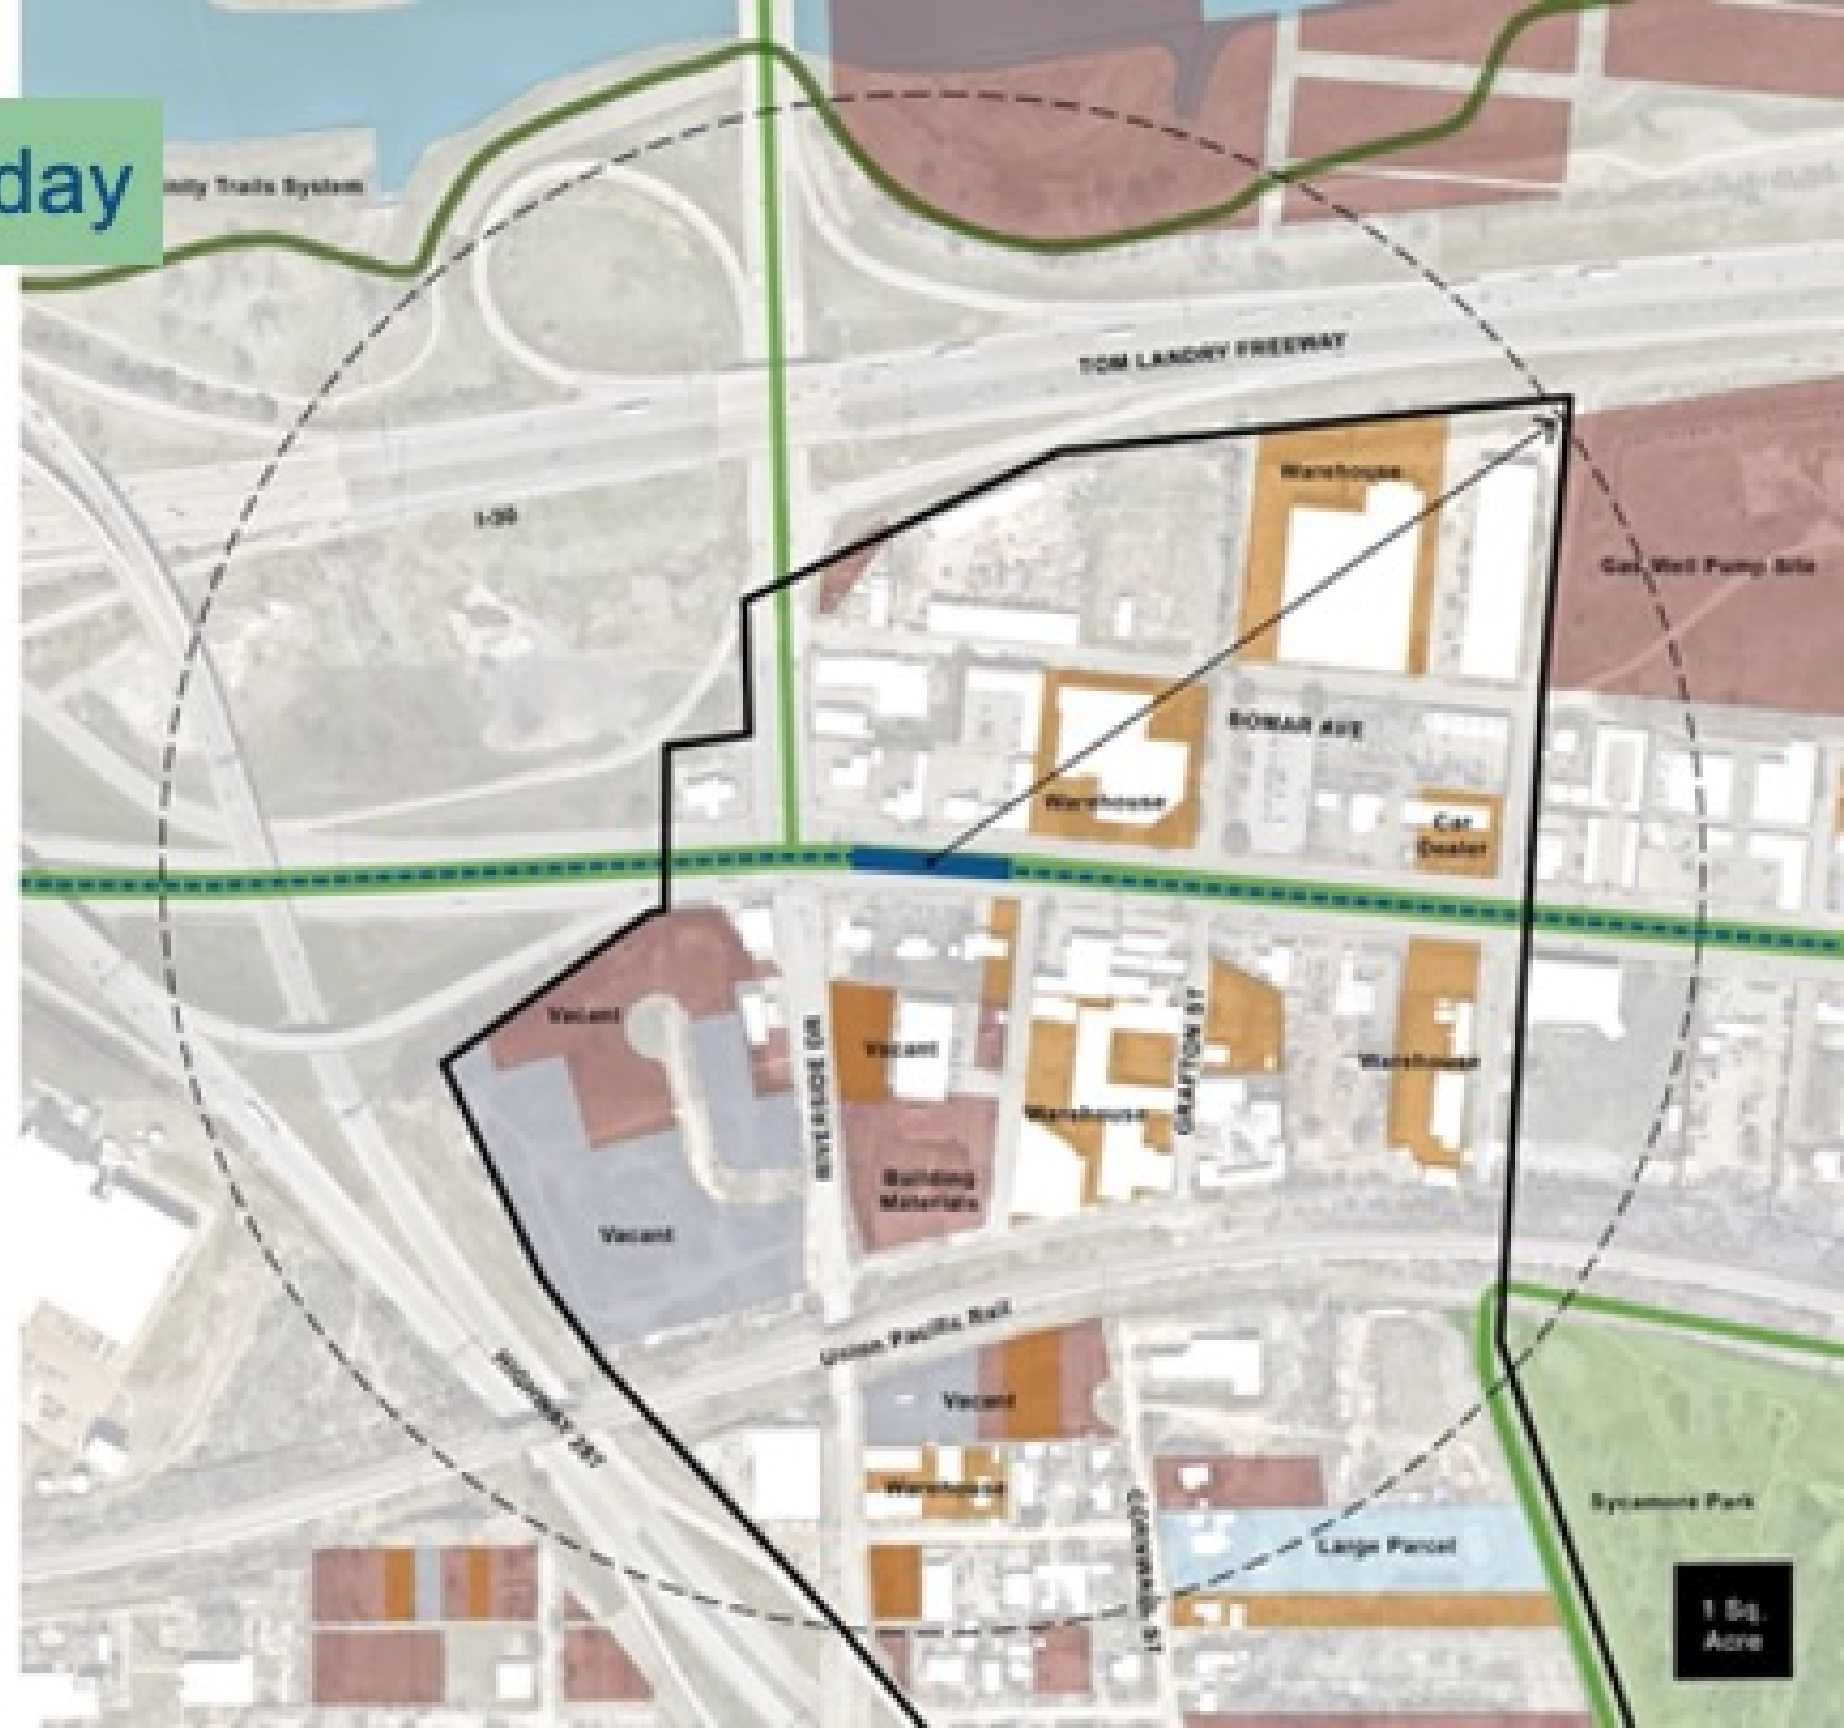 day
nity Trails System
TOM LANDRY FREEWAY
I-30
Warehouse
Gas Well Pump Site
BOMAR AVE
Warehouse
Car
Dealer
Vacant
Vacant
Warehouse
Warehouse
GRAFTON ST
Building
Materials
Vacant
Union Pacific Rail
HIGHWAY 287
Vacant
Warehouse
Large Parcel
Sycamore Park
1 Sq.
Acre